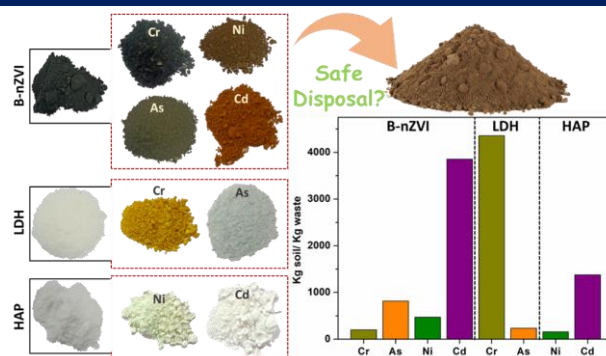 B-nZVI
Cr
Ni
As
Cd
LDH
Cr
As
HAP
Ni
Cd
Safe
Disposal?
B-nZVI LDH HAP
Kg soil/ Kg waste
4000
3000
2000
1000
0
Cr As Ni Cd Cr As Ni Cd